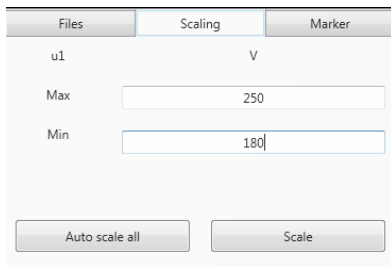 Files Scaling Marker
u1 V
Max 250
Min 180
Auto scale all Scale